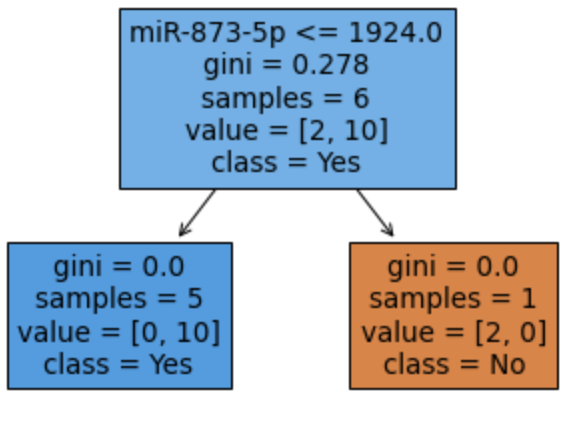 miR-873-5p <= 1924.0
gini = 0.278
samples = 6
value = [2, 10]
class = Yes
gini = 0.0
samples = 5
value = [0, 10]
class = Yes
gini = 0.0
samples = 1
value = [2, 0]
class = No